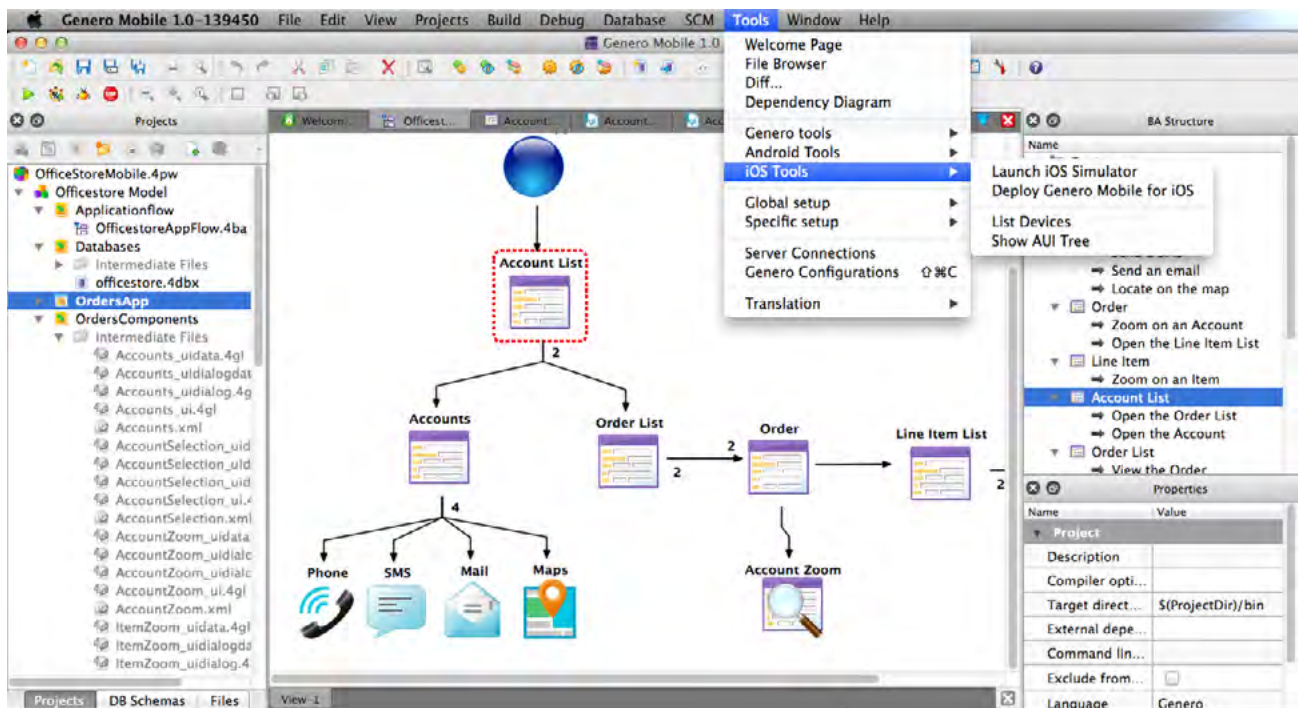 Genero Mobile 1.0-139450 File Edit View Projects Build Debug Database SCM Tools Window Help
Genero Mobile 1.0
Welcome Page
File Browser
Diff...
Dependency Diagram
Genero tools
Android Tools
iOS Tools
Global setup
Specific setup
Server Connections
Genero Configurations ⇧⌘C
Translation
Launch iOS Simulator
Deploy Genero Mobile for iOS
List Devices
Show AUI Tree
Projects
OfficeStoreMobile.4pw
Officestore Model
Applicationflow
OfficestoreAppFlow.4ba
Databases
Intermediate Files
officestore.4dbx
OrdersApp
OrdersComponents
Intermediate Files
Accounts_uidata.4gl
Accounts_uidialogdat
Accounts_uidialog.4g
Accounts_ui.4gl
Accounts.xml
AccountSelection_uid
AccountSelection_uid
AccountSelection_uid
AccountSelection_ui.4
AccountSelection.xml
AccountZoom_uidata
AccountZoom_uidialc
AccountZoom_uidialc
AccountZoom_ui.4gl
AccountZoom.xml
ItemZoom_uidata.4gl
ItemZoom_uidialogda
ItemZoom_uidialog.4
Projects DB Schemas Files
Welcom... Officest... Account... Account... Acc
Account List
2
Accounts
Order List
2
2
Order
Line Item List
2
4
Phone
SMS
Mail
Maps
Account Zoom
View-1
BA Structure
Name
Send an email
Locate on the map
Order
Zoom on an Account
Open the Line Item List
Line Item
Zoom on an Item
Account List
Open the Order List
Open the Account
Order List
View the Order
Properties
Name Value
Project
Description
Compiler opti...
Target direct... $(ProjectDir)/bin
External depe...
Command lin...
Exclude from...
Language Genero